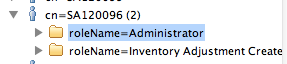 cn=SA120096 (2)
roleName=Administrator
roleName=Inventory Adjustment Create